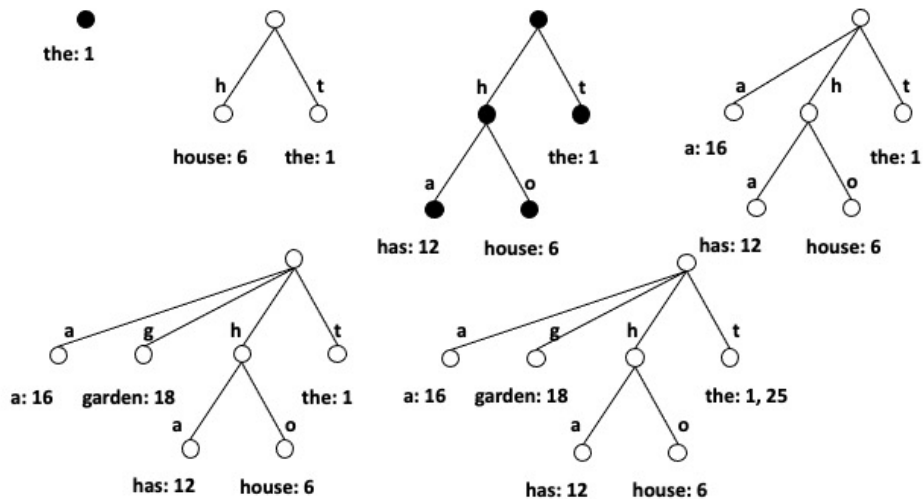 the: 1
h t
house: 6 the: 1
h t
the: 1
a o
has: 12 house: 6
a h t
a: 16 the: 1
a o
has: 12 house: 6
a g h t
a: 16 garden: 18 the: 1
a o
has: 12 house: 6
a g h t
a: 16 garden: 18 the: 1, 25
a o
has: 12 house: 6